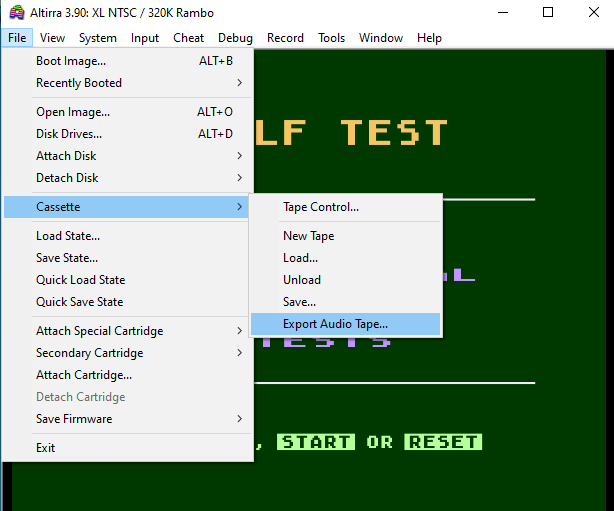 Altirra 3.90: XL NTSC / 320K Rambo
File View System Input Cheat Debug Record Tools Window Help
Boot Image... ALT+B
Recently Booted
Open Image... ALT+O
Disk Drives... ALT+D
Attach Disk
Detach Disk
Cassette
Load State...
Save State...
Quick Load State
Quick Save State
Attach Special Cartridge
Secondary Cartridge
Attach Cartridge...
Detach Cartridge
Save Firmware
Exit
Tape Control...
New Tape
Load...
Unload
Save...
Export Audio Tape...
LF TEST
L
TESTS
, START OR RESET